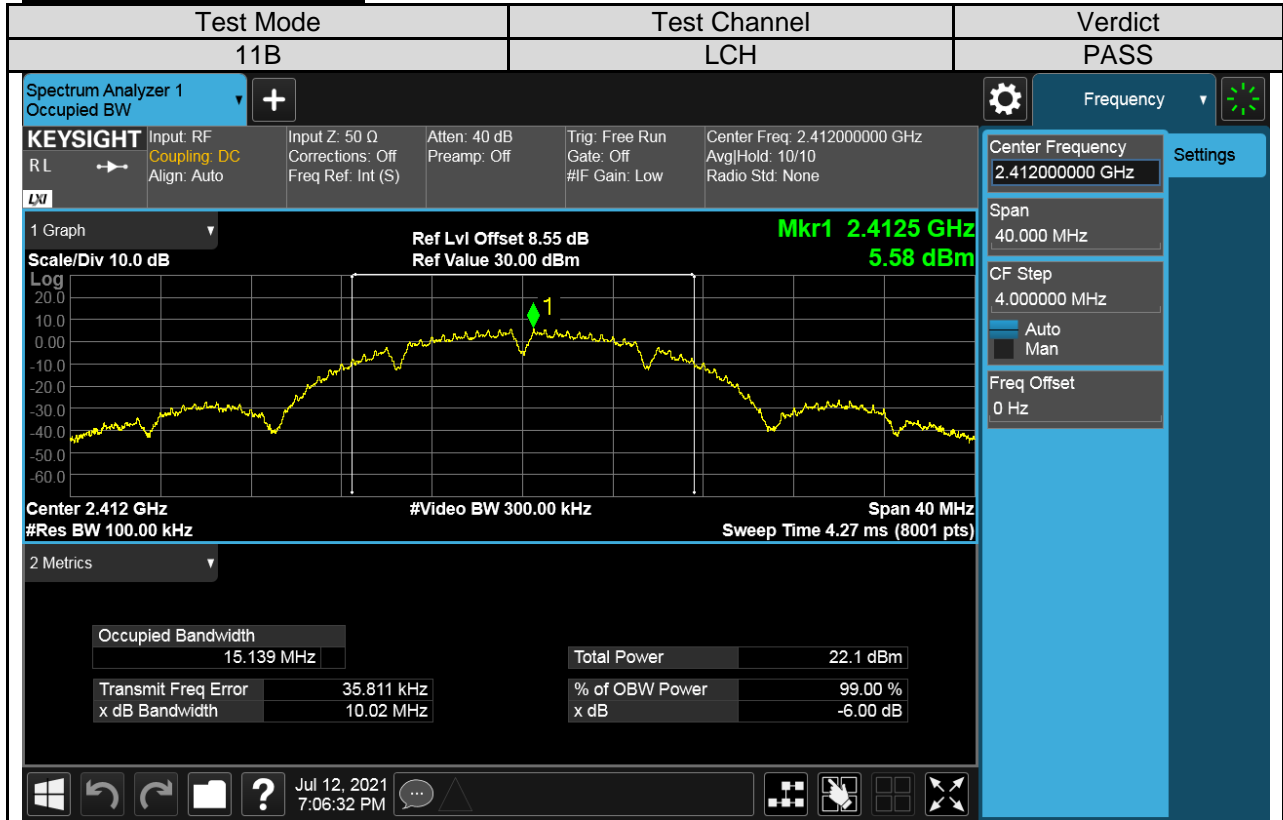 Test Mode Test Channel Verdict
11B LCH PASS
Spectrum Analyzer 1
Occupied BW
+
Frequency
KEYSIGHT Input: RF Input Z: 50 Ω Atten: 40 dB Trig: Free Run Center Freq: 2.412000000 GHz
RL Coupling: DC Corrections: Off Preamp: Off Gate: Off Avg|Hold: 10/10
Align: Auto Freq Ref: Int (S) #IF Gain: Low Radio Std: None
LXI
Center Frequency
2.412000000 GHz
Settings
Span
40.000 MHz
CF Step
4.000000 MHz
Auto
Man
Freq Offset
0 Hz
1 Graph Ref Lvl Offset 8.55 dB Mkr1 2.4125 GHz
Scale/Div 10.0 dB Ref Value 30.00 dBm 5.58 dBm
Log
20.0
10.0
0.00
-10.0
-20.0
-30.0
-40.0
-50.0
-60.0
1
Center 2.412 GHz #Video BW 300.00 kHz Span 40 MHz
#Res BW 100.00 kHz Sweep Time 4.27 ms (8001 pts)
2 Metrics
Occupied Bandwidth
15.139 MHz Total Power 22.1 dBm
Transmit Freq Error 35.811 kHz % of OBW Power 99.00 %
x dB Bandwidth 10.02 MHz x dB -6.00 dB
? Jul 12, 2021
7:06:32 PM